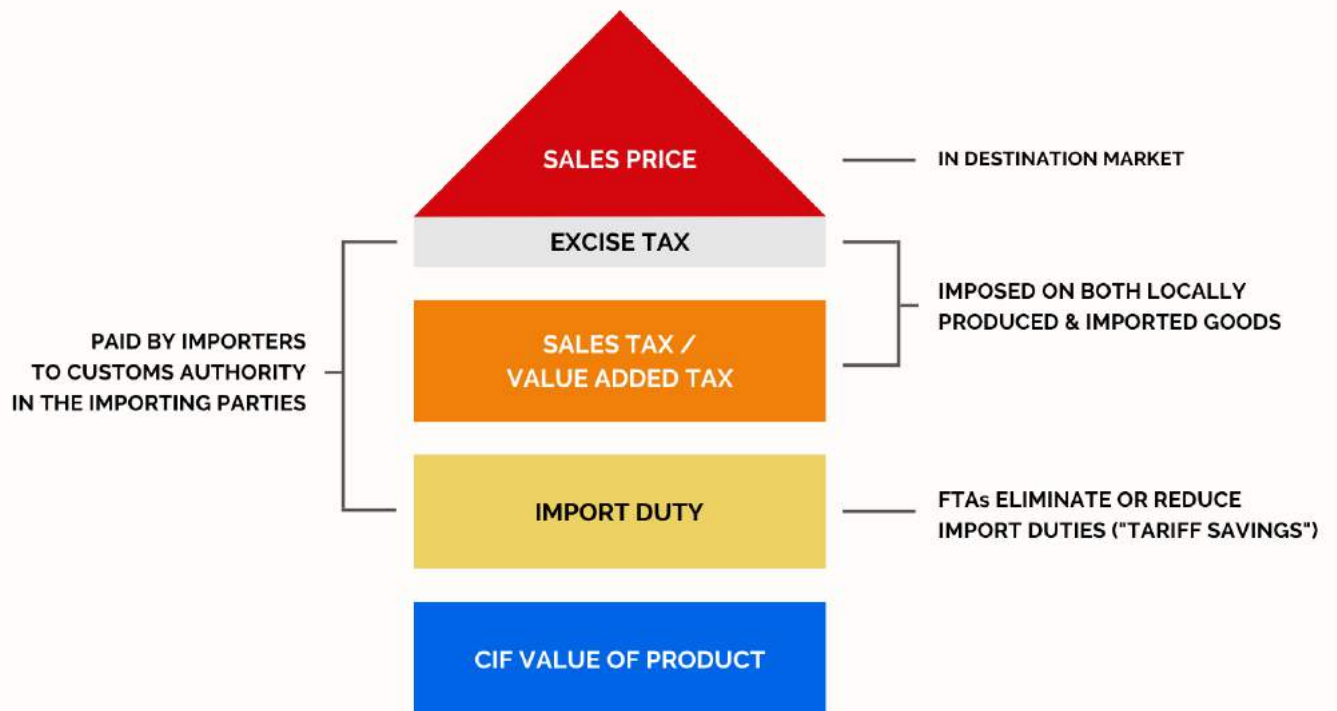 SALES PRICE
IN DESTINATION MARKET
EXCISE TAX
IMPOSED ON BOTH LOCALLY
PRODUCED & IMPORTED GOODS
PAID BY IMPORTERS
TO CUSTOMS AUTHORITY
IN THE IMPORTING PARTIES
SALES TAX /
VALUE ADDED TAX
IMPORT DUTY
FTAs ELIMINATE OR REDUCE
IMPORT DUTIES ("TARIFF SAVINGS")
CIF VALUE OF PRODUCT